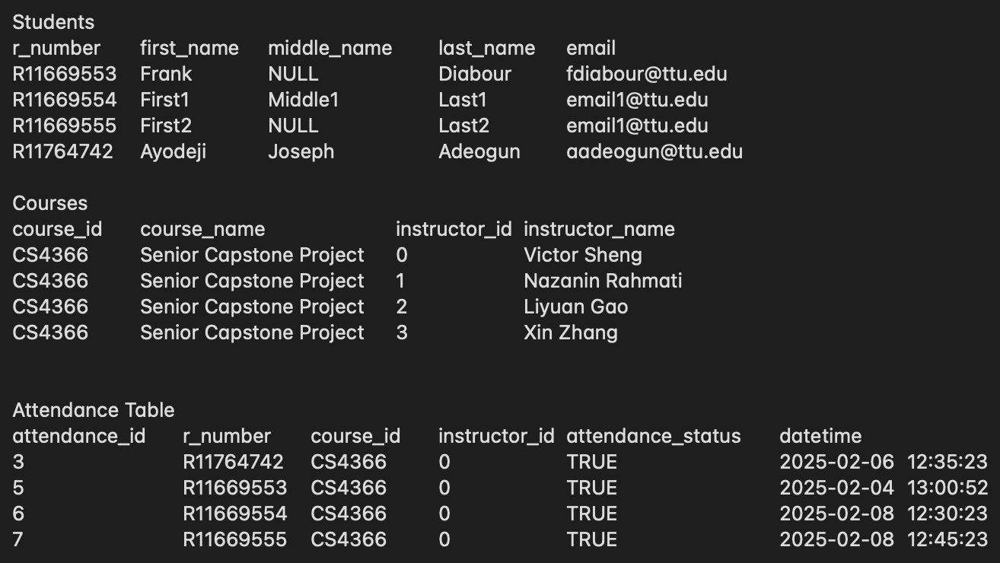 Students
r_number first_name middle_name last_name email
R11669553 Frank NULL Diabour fdiabour@ttu.edu
R11669554 First1 Middle1 Last1 email1@ttu.edu
R11669555 First2 NULL Last2 email1@ttu.edu
R11764742 Ayodeji Joseph Adeogun aadeogun@ttu.edu
Courses
course_id course_name instructor_id instructor_name
CS4366 Senior Capstone Project 0 Victor Sheng
CS4366 Senior Capstone Project 1 Nazanin Rahmati
CS4366 Senior Capstone Project 2 Liyuan Gao
CS4366 Senior Capstone Project 3 Xin Zhang
Attendance Table
attendance_id r_number course_id instructor_id attendance_status datetime
3 R11764742 CS4366 0 TRUE 2025-02-06 12:35:23
5 R11669553 CS4366 0 TRUE 2025-02-04 13:00:52
6 R11669554 CS4366 0 TRUE 2025-02-08 12:30:23
7 R11669555 CS4366 0 TRUE 2025-02-08 12:45:23